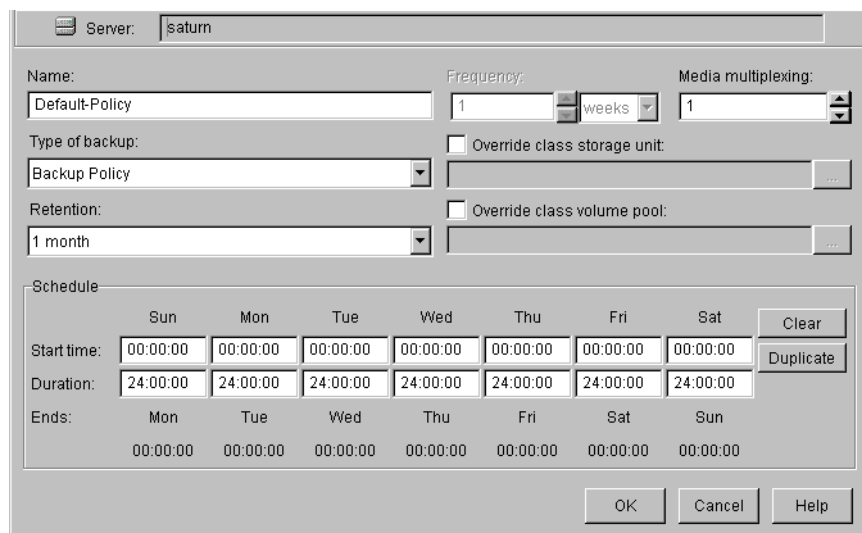 Server: saturn
Name: Frequency: Media multiplexing:
Default-Policy 1 weeks 1
Type of backup: Override class storage unit:
Backup Policy ...
Retention: Override class volume pool:
1 month ...
Schedule
Sun Mon Tue Wed Thu Fri Sat Clear
Start time: 00:00:00 00:00:00 00:00:00 00:00:00 00:00:00 00:00:00 00:00:00 Duplicate
Duration: 24:00:00 24:00:00 24:00:00 24:00:00 24:00:00 24:00:00 24:00:00
Ends: Mon Tue Wed Thu Fri Sat Sun
00:00:00 00:00:00 00:00:00 00:00:00 00:00:00 00:00:00 00:00:00
OK Cancel Help